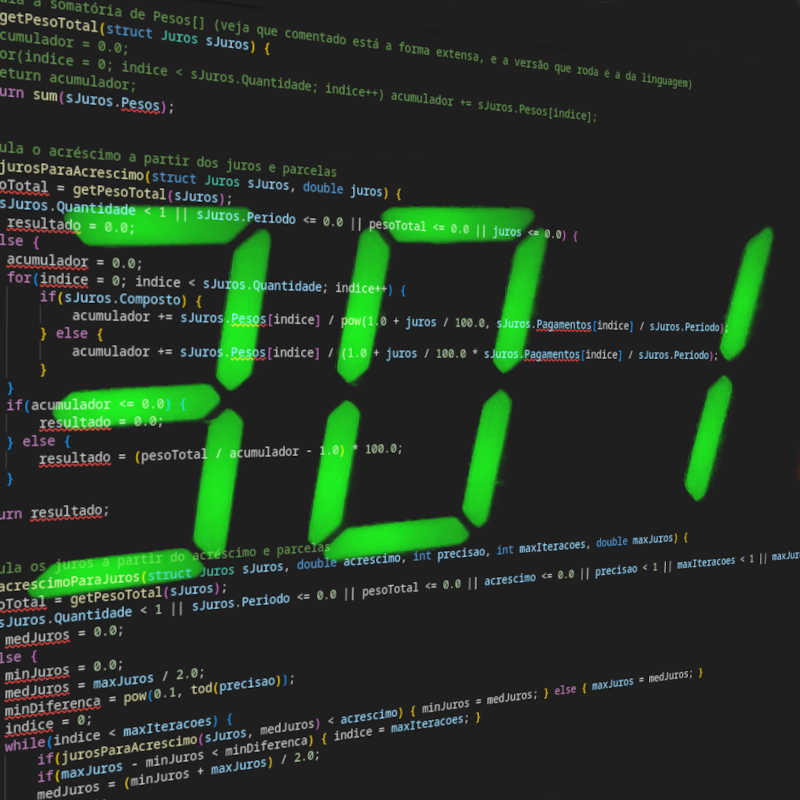 ula a somatória de Pesos[] (veja que comentado está a forma extensa, e a versão que roda é a da linguagem)
getPesoTotal(struct Juros sJuros) {
cumulador = 0.0;
or(indice = 0; indice < sJuros.Quantidade; indice++) acumulador += sJuros.Pesos[indice];
eturn acumulador;
urn sum(sJuros.Pesos);
ula o acréscimo a partir dos juros e parcelas
jurosParaAcrescimo(struct Juros sJuros, double juros) {
oTotal = getPesoTotal(sJuros);
sJuros.Quantidade < 1 || sJuros.Periodo <= 0.0 || pesoTotal <= 0.0 || juros <= 0.0) {
resultado = 0.0;
lse {
acumulador = 0.0;
for(indice = 0; indice < sJuros.Quantidade; indice++) {
if(sJuros.Composto) {
acumulador += sJuros.Pesos[indice] / pow(1.0 + juros / 100.0, sJuros.Pagamentos[indice] / sJuros.Periodo);
} else {
acumulador += sJuros.Pesos[indice] / (1.0 + juros / 100.0 * sJuros.Pagamentos[indice] / sJuros.Periodo);
}
}
if(acumulador <= 0.0) {
resultado = 0.0;
} else {
resultado = (pesoTotal / acumulador - 1.0) * 100.0;
}
urn resultado;
ula os juros a partir do acréscimo e parcelas
acrescimoParaJuros(struct Juros sJuros, double acrescimo, int precisao, int maxIteracoes, double maxJuros) {
oTotal = getPesoTotal(sJuros);
sJuros.Quantidade < 1 || sJuros.Periodo <= 0.0 || pesoTotal <= 0.0 || acrescimo <= 0.0 || precisao < 1 || maxIteracoes < 1 || maxJuro
medJuros = 0.0;
lse {
minJuros = 0.0;
medJuros = maxJuros / 2.0;
minDiferenca = pow(0.1, tod(precisao));
indice = 0;
while(indice < maxIteracoes) {
if(jurosParaAcrescimo(sJuros, medJuros) < acrescimo) { minJuros = medJuros; } else { maxJuros = medJuros; }
if(maxJuros - minJuros < minDiferenca) { indice = maxIteracoes; }
medJuros = (minJuros + maxJuros) / 2.0;
301